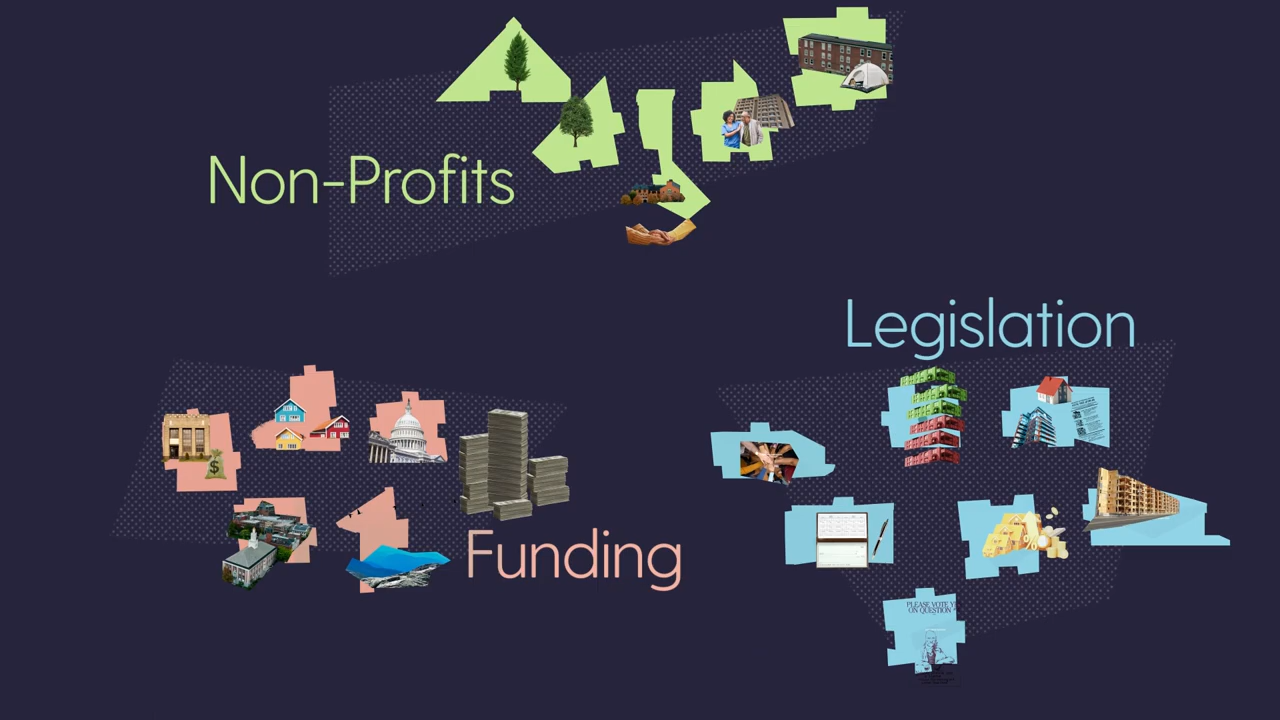 Non-Profits
Legislation
$
Funding
PLEASE VOTE
ON QUESTION